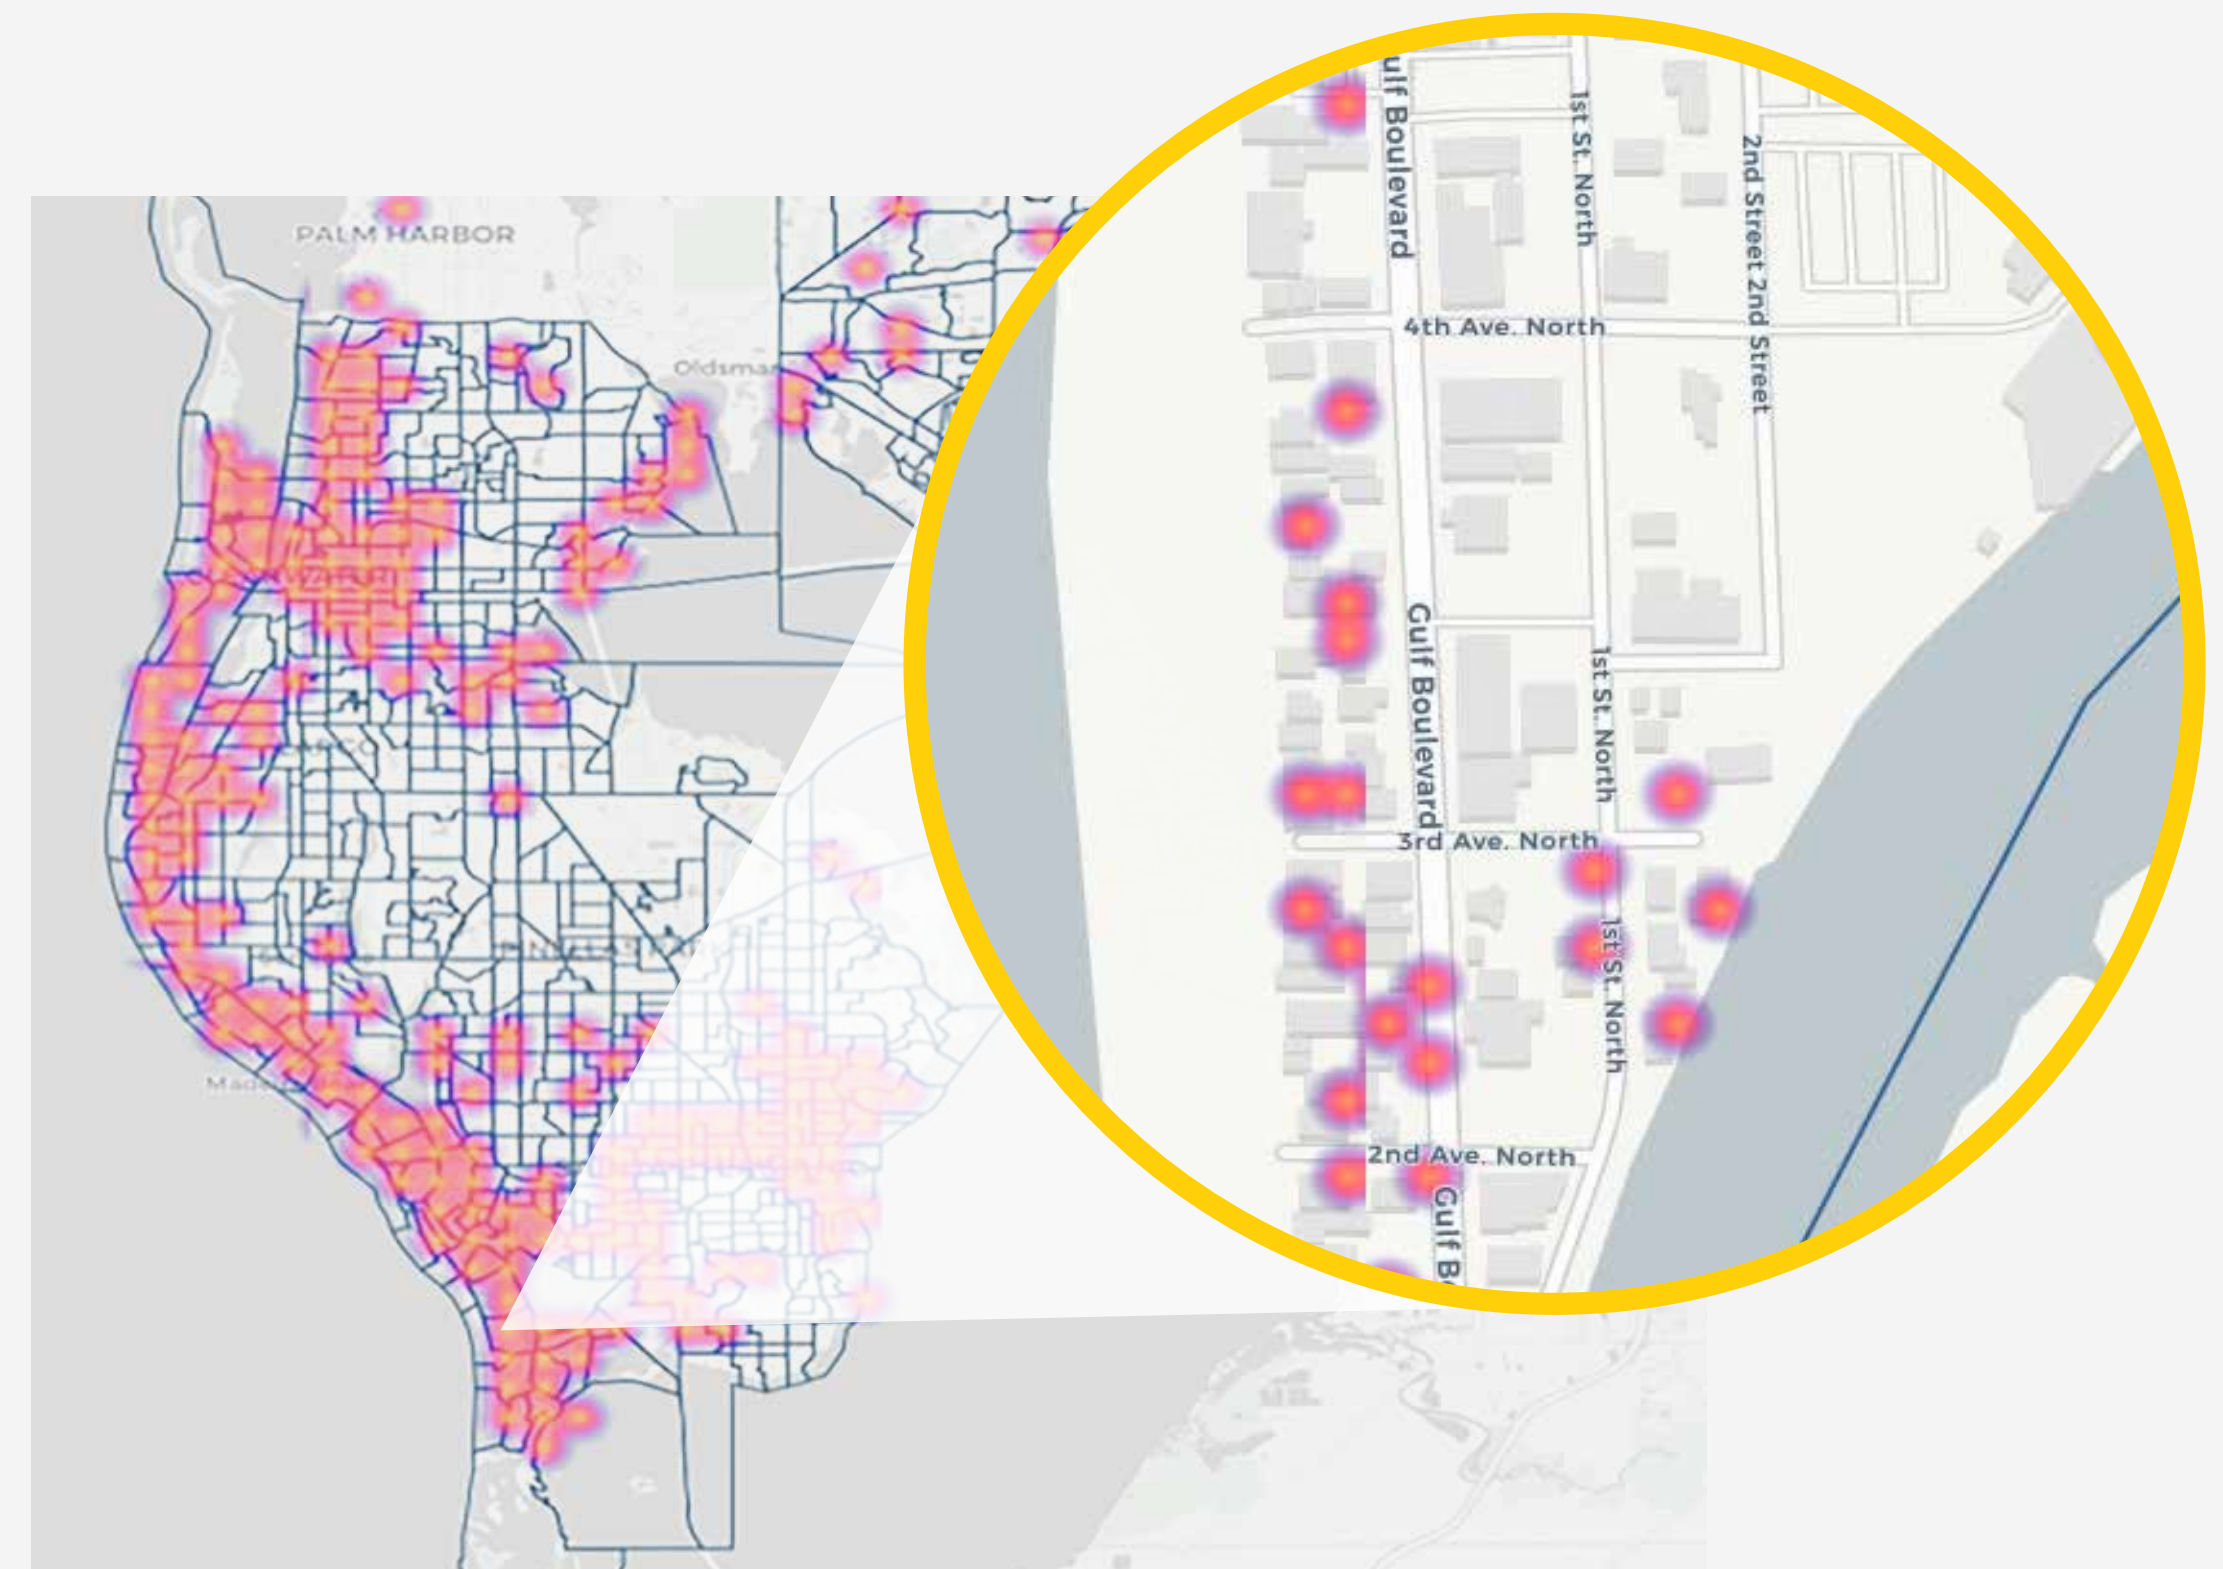 PALM HARBOR
Oldsmar
ulf Boulevard
1st St. North
2nd Street 2nd Street
4th Ave. North
Gulf Boulevard
1st St. North
3rd Ave. North
1st St. North
2nd Ave. North
Gulf B